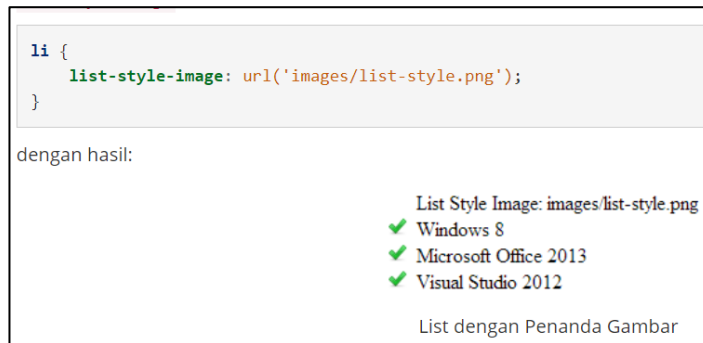 li {
    list-style-image: url('images/list-style.png');
}
dengan hasil:
List Style Image: images/list-style.png
Windows 8
Microsoft Office 2013
Visual Studio 2012
List dengan Penanda Gambar